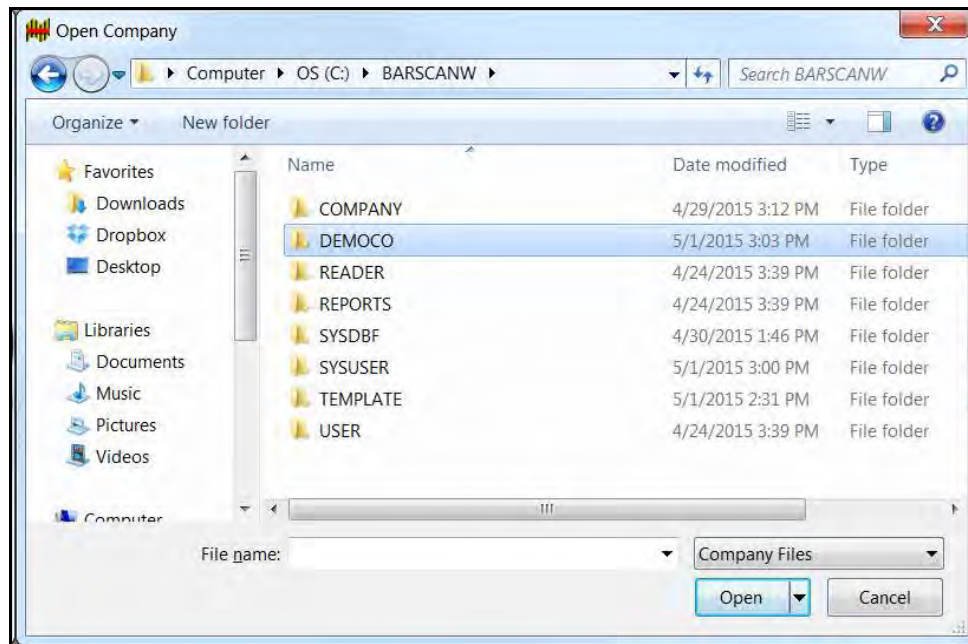 Open Company
Computer OS (C:) BARSCANW
Search BARSCANW
Organize New folder
Name Date modified Type
Favorites
Downloads
Dropbox
Desktop
Libraries
Documents
Music
Pictures
Videos
Computer
COMPANY 4/29/2015 3:12 PM File folder
DEMOCO 5/1/2015 3:03 PM File folder
READER 4/24/2015 3:39 PM File folder
REPORTS 4/24/2015 3:39 PM File folder
SYSDBF 4/30/2015 1:46 PM File folder
SYSUSER 5/1/2015 3:00 PM File folder
TEMPLATE 5/1/2015 2:31 PM File folder
USER 4/24/2015 3:39 PM File folder
File name: Company Files
Open Cancel